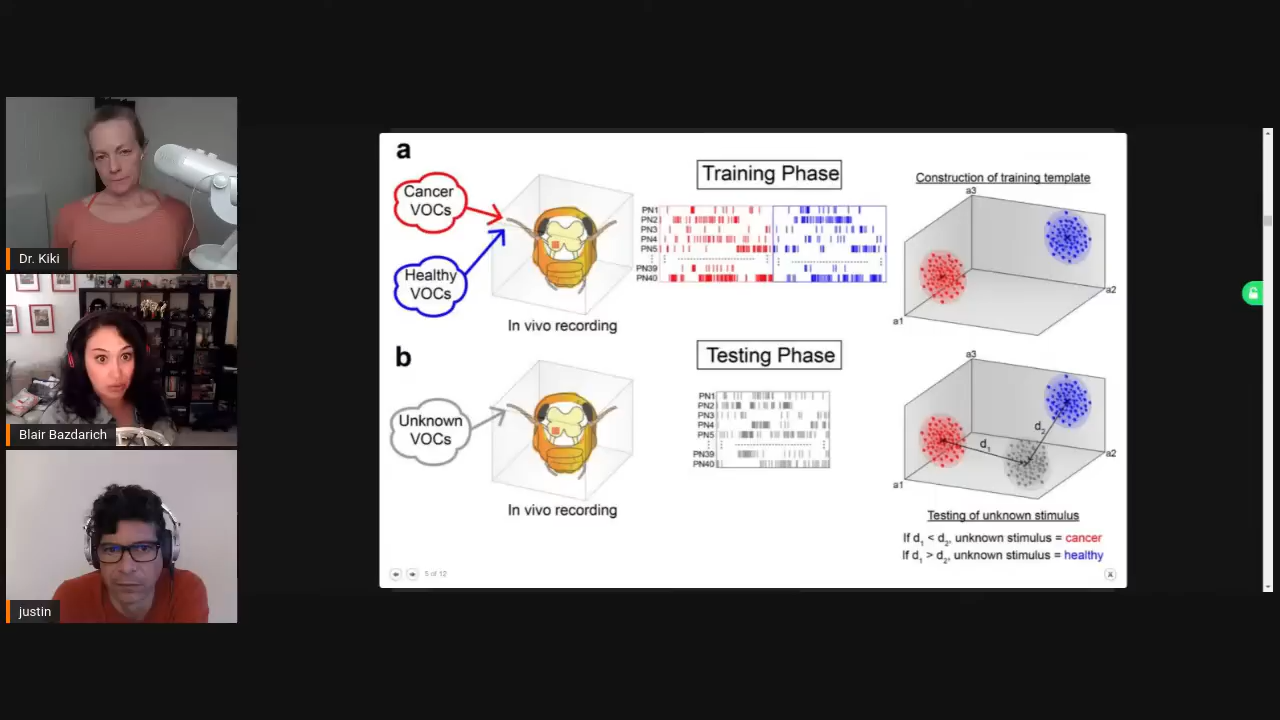 Dr. Kiki
Blair Bazdarich
justin
a
Cancer
VOCs
Healthy
VOCs
In vivo recording
Training Phase
PN1
PN2
PN3
PN4
PN5
PN39
PN40
Construction of training template
a3
a2
a1
b
Unknown
VOCs
In vivo recording
Testing Phase
PN1
PN2
PN3
PN4
PN5
PN39
PN40
a3
d2
d1
a2
a1
Testing of unknown stimulus
If d1 < d2, unknown stimulus = cancer
If d1 > d2, unknown stimulus = healthy
5 of 12